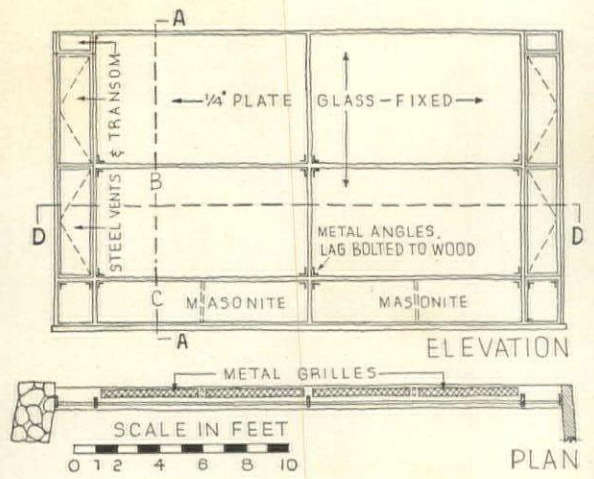 A
STEEL VENTS & TRANSOM
¼" PLATE GLASS-FIXED
B
D
D
METAL ANGLES,
LAG BOLTED TO WOOD
C
MASONITE
MASONITE
A
ELEVATION
METAL GRILLES
SCALE IN FEET
0 1 2 4 6 8 10
PLAN